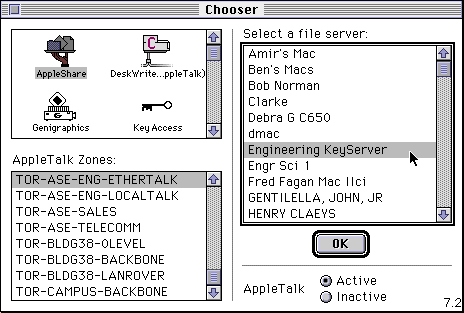 Chooser
AppleShare
DeskWrite...ppleTalk)
Genigraphics
Key Access
AppleTalk Zones:
TOR-ASE-ENG-ETHERTALK
TOR-ASE-ENG-LOCALTALK
TOR-ASE-SALES
TOR-ASE-TELECOMM
TOR-BLDG38-0LEVEL
TOR-BLDG38-BACKBONE
TOR-BLDG38-LANROVER
TOR-CAMPUS-BACKBONE
Select a file server:
Amir's Mac
Ben's Macs
Bob Norman
Clarke
Debra G C650
dmac
Engineering KeyServer
Engr Sci 1
Fred Fagan Mac IIci
GENTILELLA, JOHN, JR
HENRY CLAEYS
OK
AppleTalk
Active
Inactive
7.2